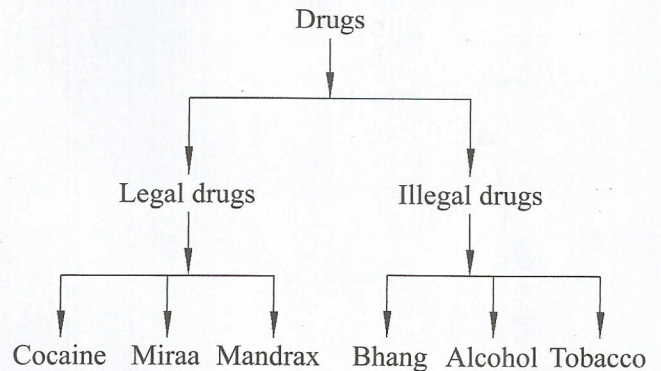 Drugs
Legal drugs Illegal drugs
Cocaine Miraa Mandrax Bhang Alcohol Tobacco